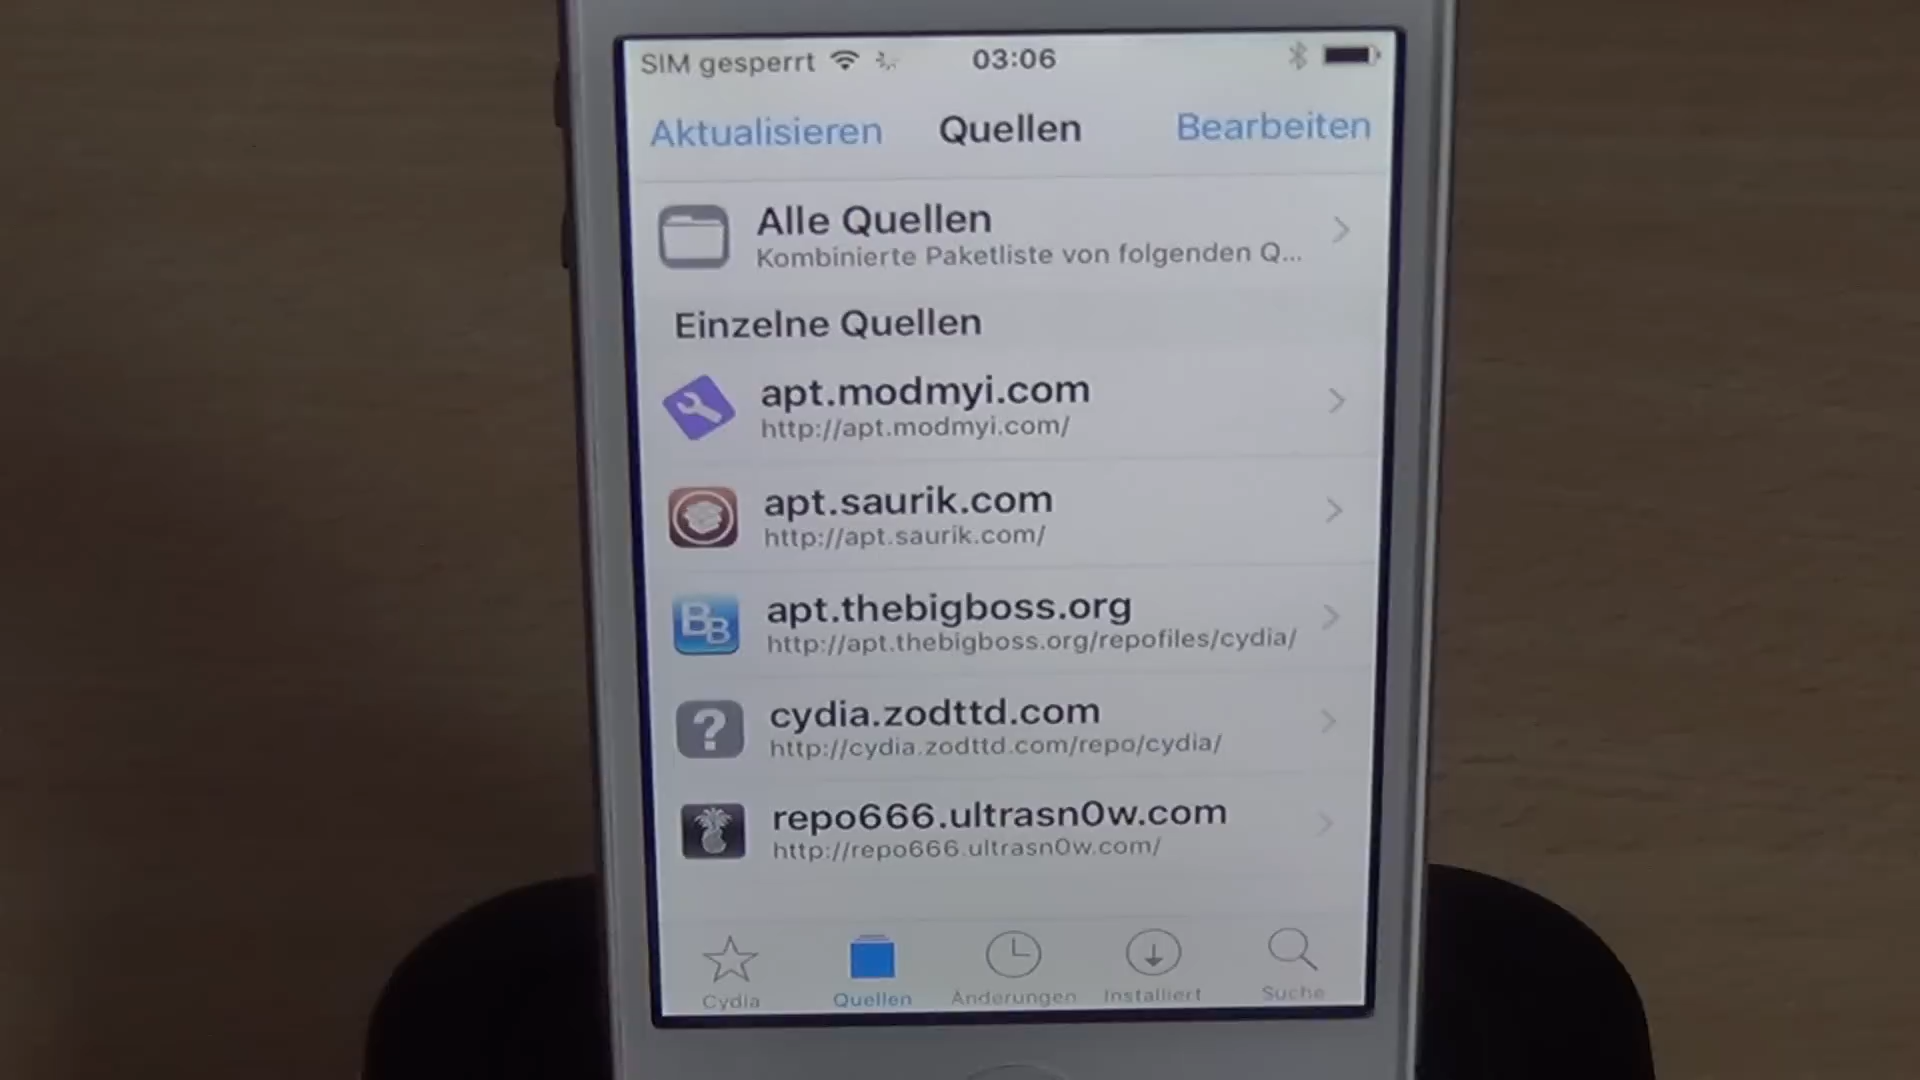 SIM gesperrt 03:06
Aktualisieren Quellen Bearbeiten
Alle Quellen
Kombinierte Paketliste von folgenden Q...
Einzelne Quellen
apt.modmyi.com
http://apt.modmyi.com/
apt.saurik.com
http://apt.saurik.com/
BB
apt.thebigboss.org
http://apt.thebigboss.org/repofiles/cydia/
?
cydia.zodttd.com
http://cydia.zodttd.com/repo/cydia/
repo666.ultrasn0w.com
http://repo666.ultrasn0w.com/
Cydia Quellen Änderungen Installiert Suche